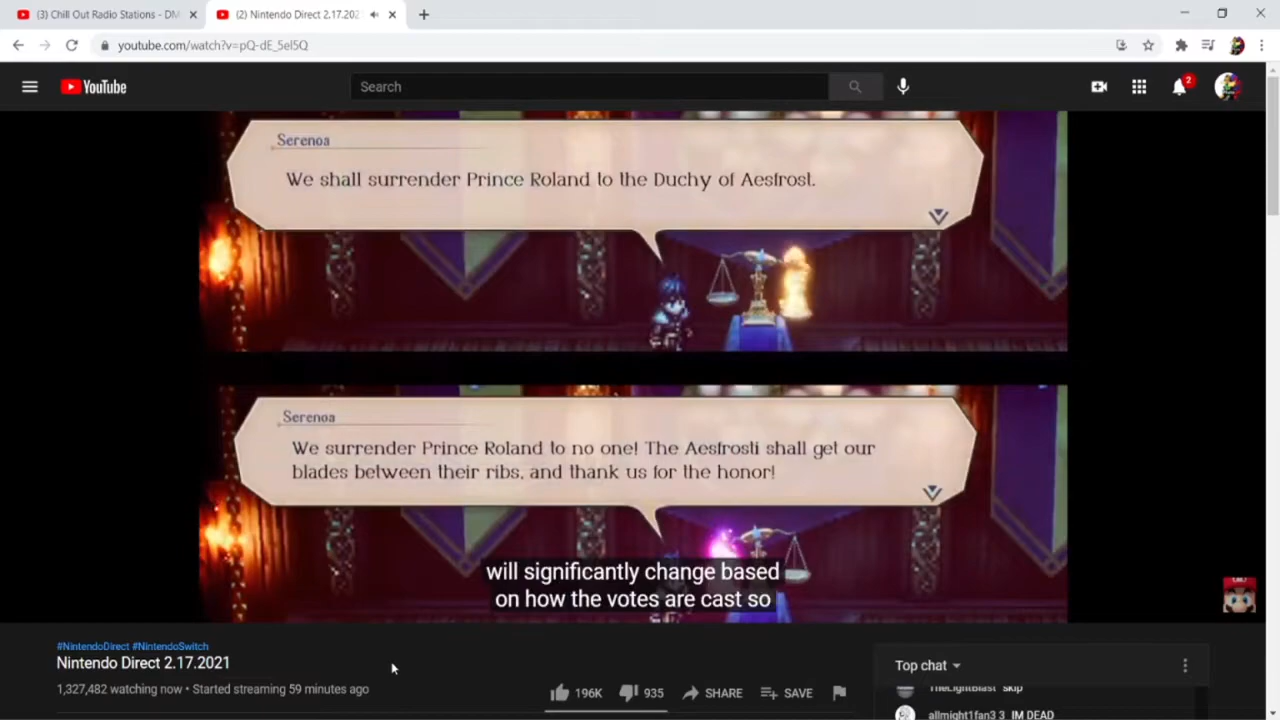 (3) Chill Out Radio Stations - DM
(2) Nintendo Direct 2.17.202
youtube.com/watch?v=pQ-dE_5el5Q
YouTube
Search
2
Serenoa
We shall surrender Prince Roland to the Duchy of Aesfrost.
Serenoa
We surrender Prince Roland to no one! The Aesfrosti shall get our
blades between their ribs, and thank us for the honor!
will significantly change based
on how the votes are cast so
#NintendoDirect #NintendoSwitch
Nintendo Direct 2.17.2021
1,327,482 watching now • Started streaming 59 minutes ago
196K
935
SHARE
SAVE
Top chat
TheLightBlast skip
allmight1fan3 3 IM DEAD